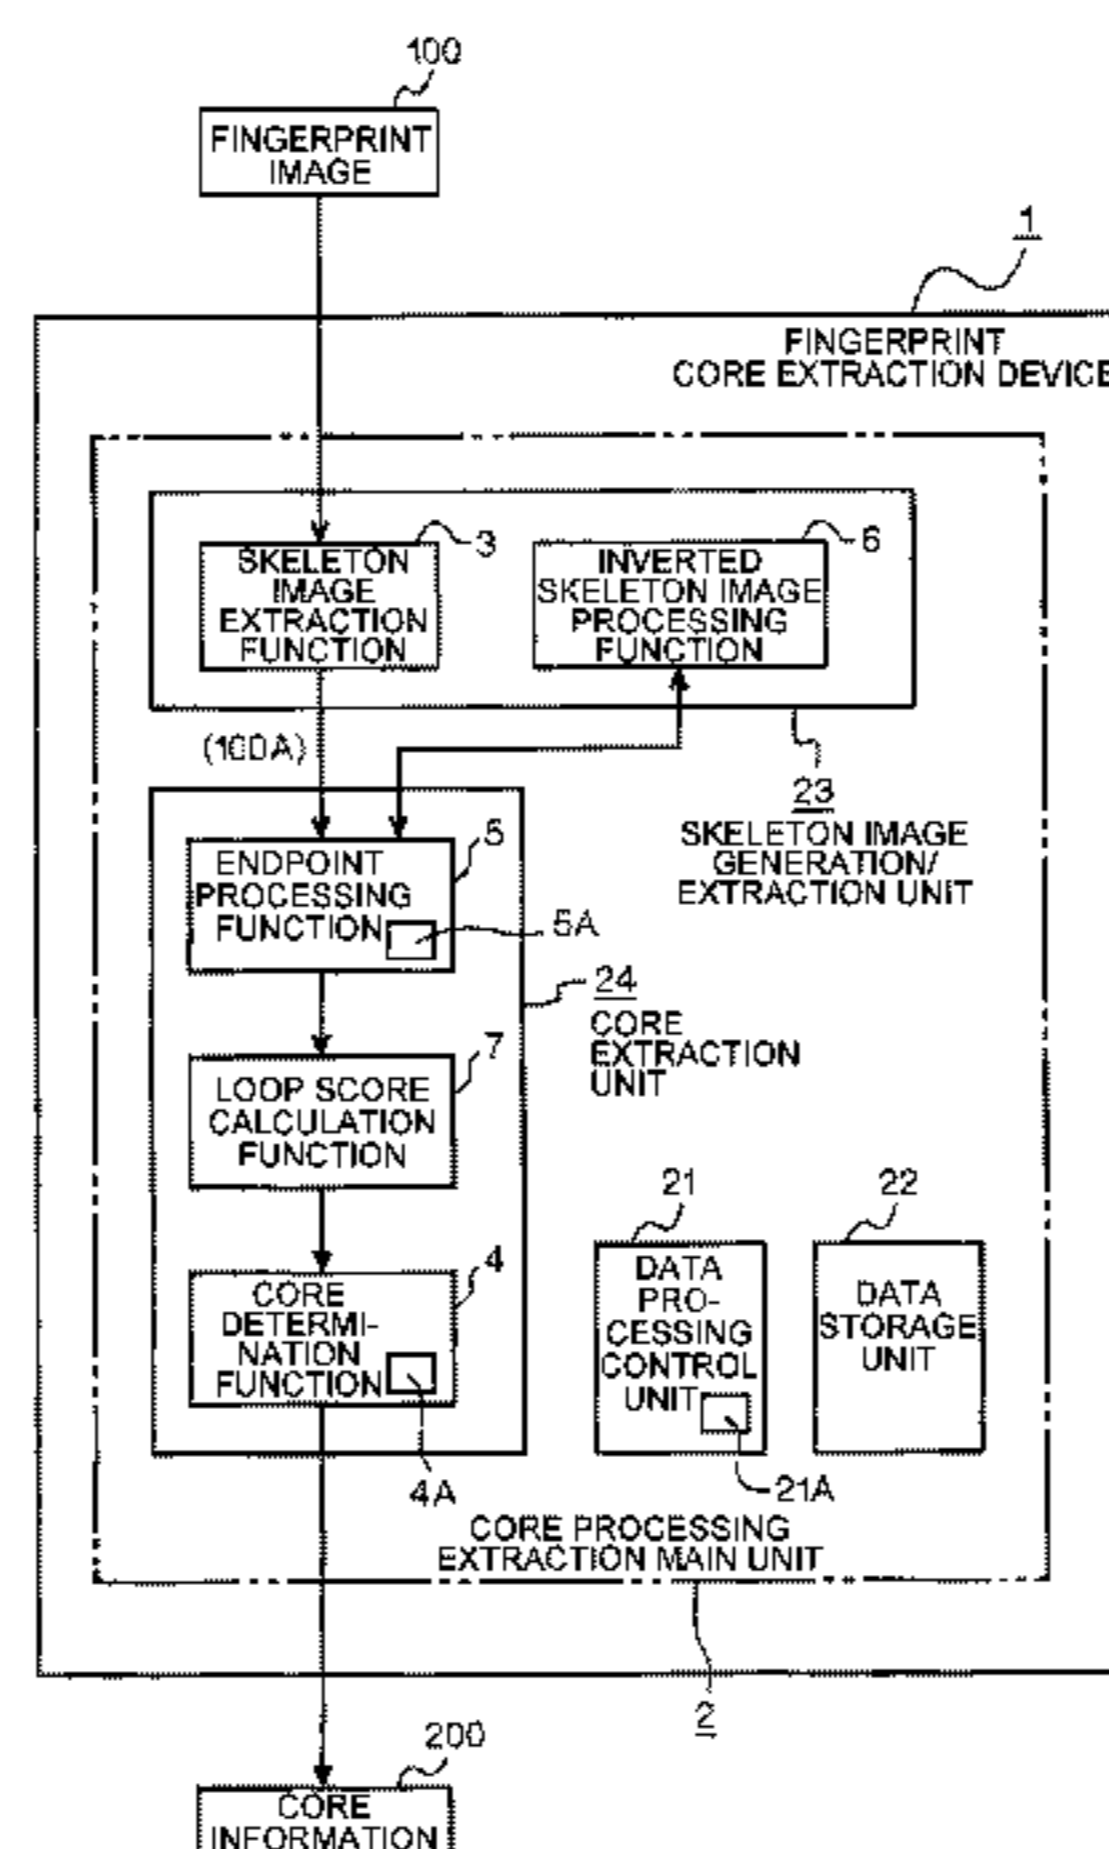 100
FINGERPRINT
IMAGE
1
FINGERPRINT
CORE EXTRACTION DEVICE
SKELETON
IMAGE
EXTRACTION
FUNCTION
3
INVERTED
SKELETON IMAGE
PROCESSING
FUNCTION
6
(100A)
23
SKELETON IMAGE
GENERATION/
EXTRACTION UNIT
ENDPOINT
PROCESSING
FUNCTION
5
5A
24
CORE
EXTRACTION
UNIT
LOOP SCORE
CALCULATION
FUNCTION
7
CORE
DETERMI-
NATION
FUNCTION
4
4A
21
DATA
PRO-
CESSING
CONTROL
UNIT
21A
22
DATA
STORAGE
UNIT
CORE PROCESSING
EXTRACTION MAIN UNIT
2
200
CORE
INFORMATION